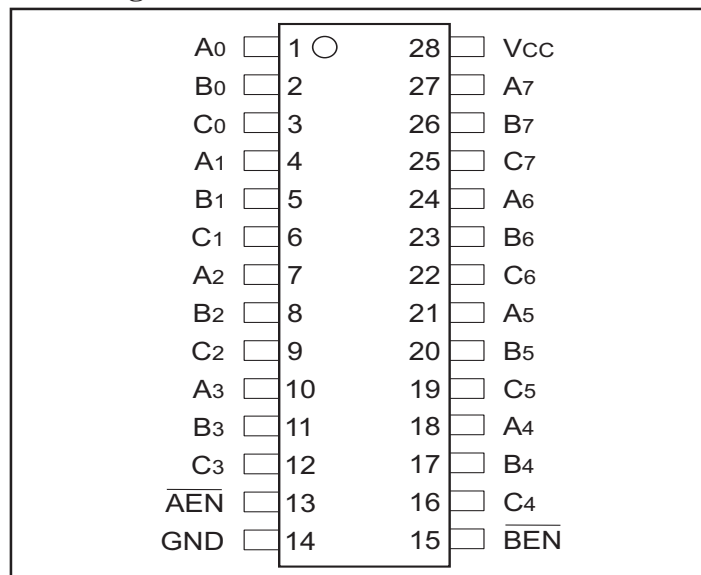 A0 1 28 VCC
B0 2 27 A7
C0 3 26 B7
A1 4 25 C7
B1 5 24 A6
C1 6 23 B6
A2 7 22 C6
B2 8 21 A5
C2 9 20 B5
A3 10 19 C5
B3 11 18 A4
C3 12 17 B4
AEN 13 16 C4
GND 14 15 BEN